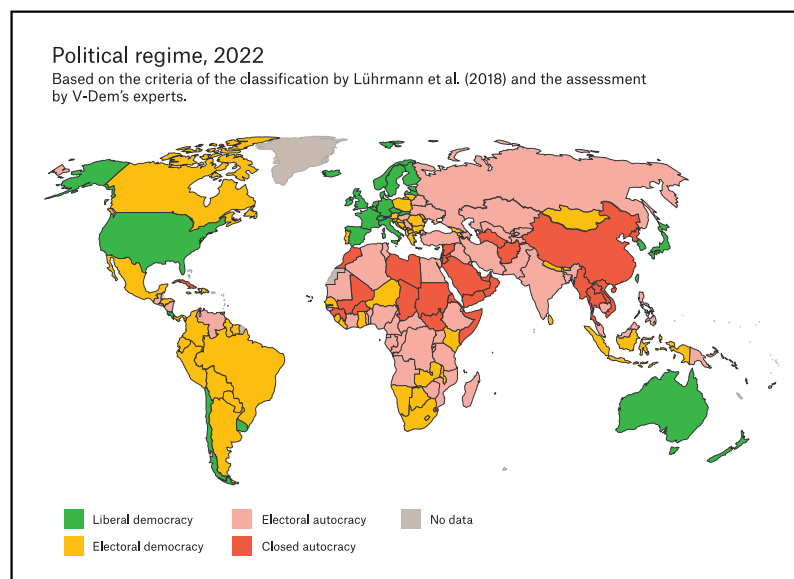 Political regime, 2022
Based on the criteria of the classification by Lührmann et al. (2018) and the assessment
by V-Dem's experts.
Liberal democracy
Electoral autocracy
No data
Electoral democracy
Closed autocracy